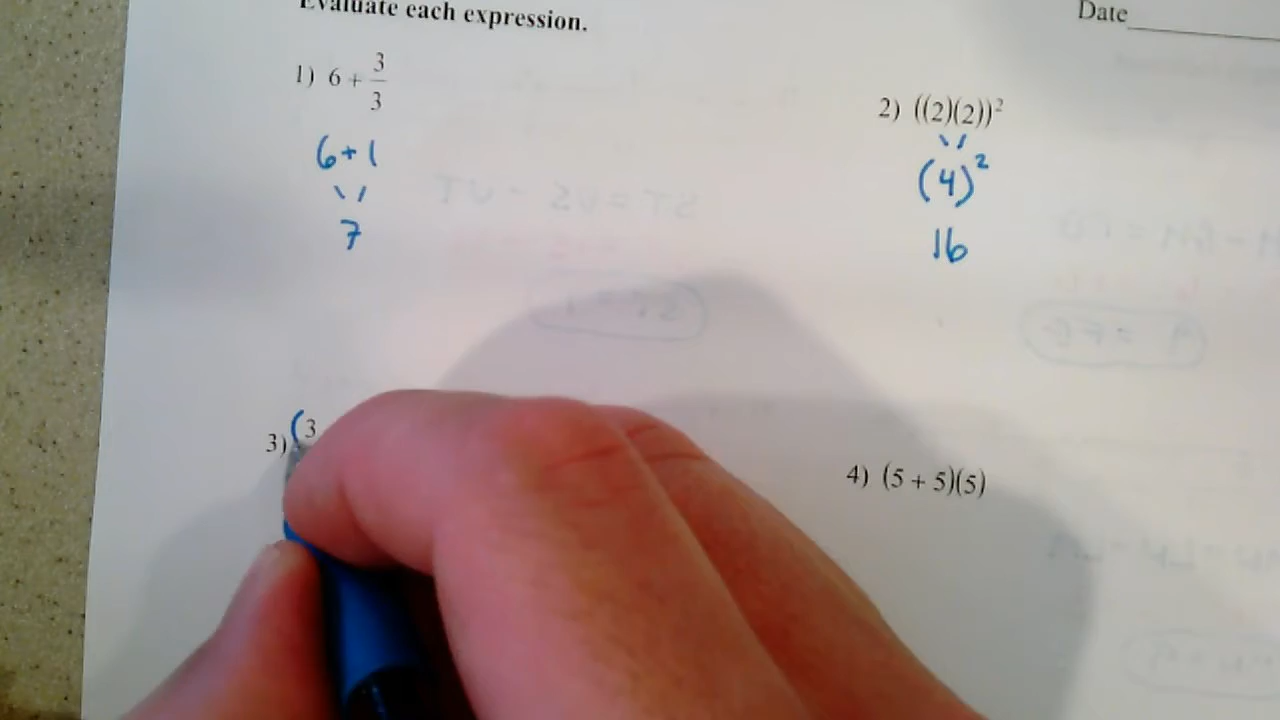 Evaluate each expression.
Date
1) 6 + 3/3
6+1
7
2) ((2)(2))²
(4)²
16
3) (3
4) (5 + 5)(5)